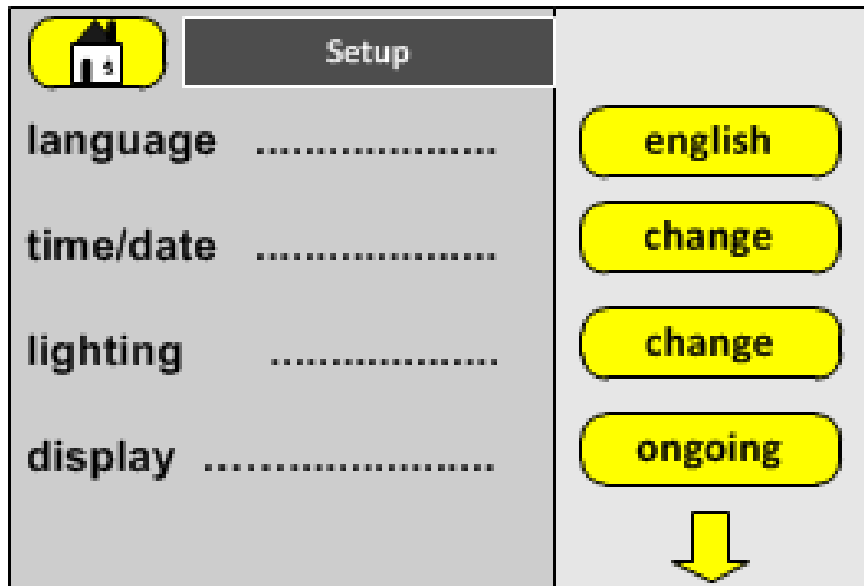 Setup
language ..................... english
time/date ..................... change
lighting .................... change
display ......................... ongoing